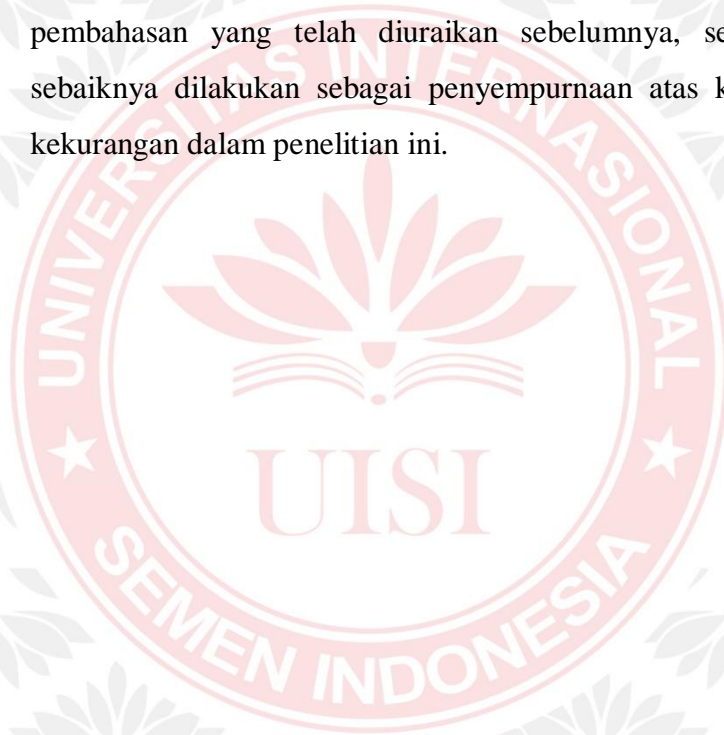 pembahasan yang telah diuraikan sebelumnya, se
sebaiknya dilakukan sebagai penyempurnaan atas k
kekurangan dalam penelitian ini.
UNIVERSITAS INTERNASIONAL
UISI
SEMEN INDONESIA